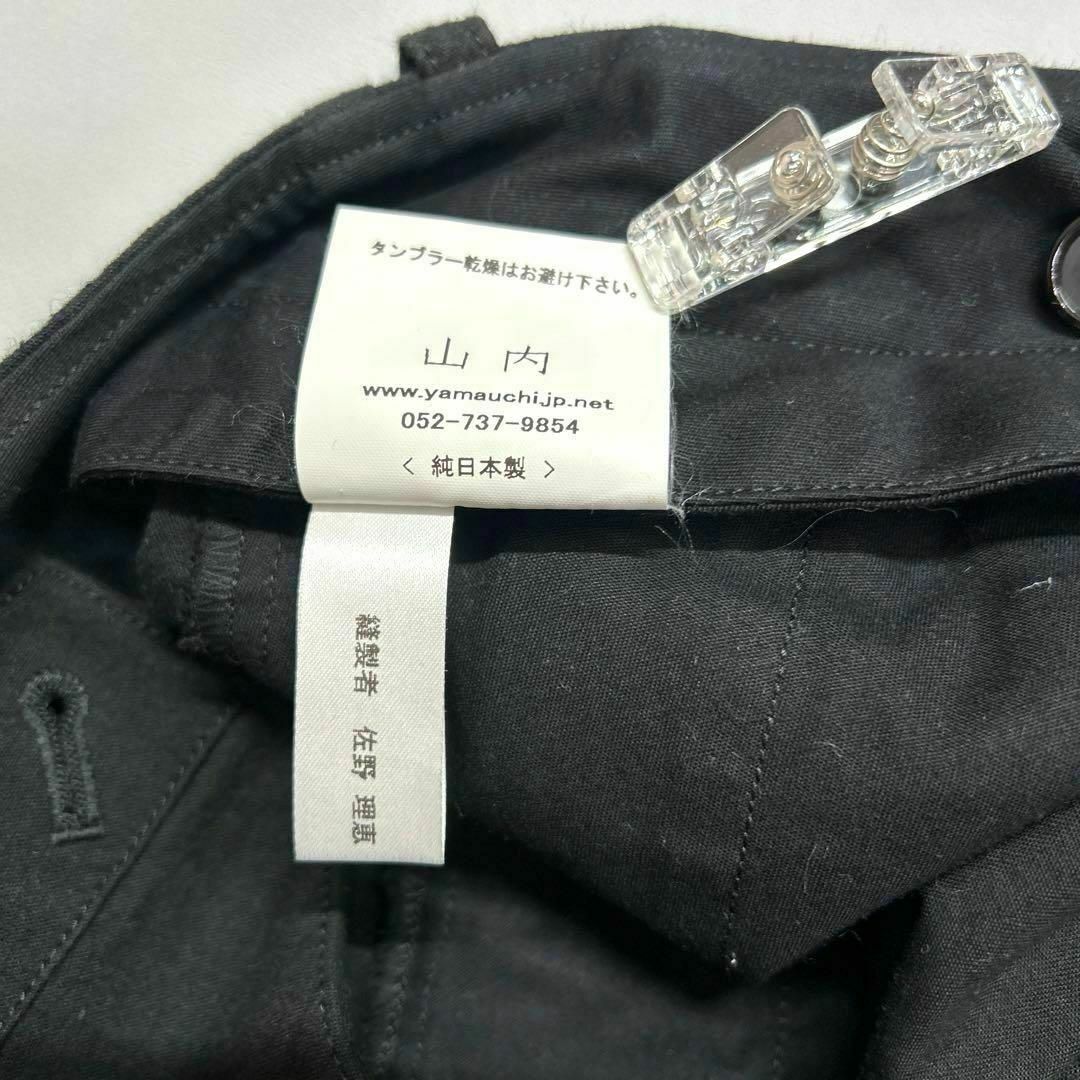 タンブラー乾燥はお避け下さい。
山内
www.yamauchi.jp.net
052-737-9854
< 純日本製 >
縫製者 佐野 理恵